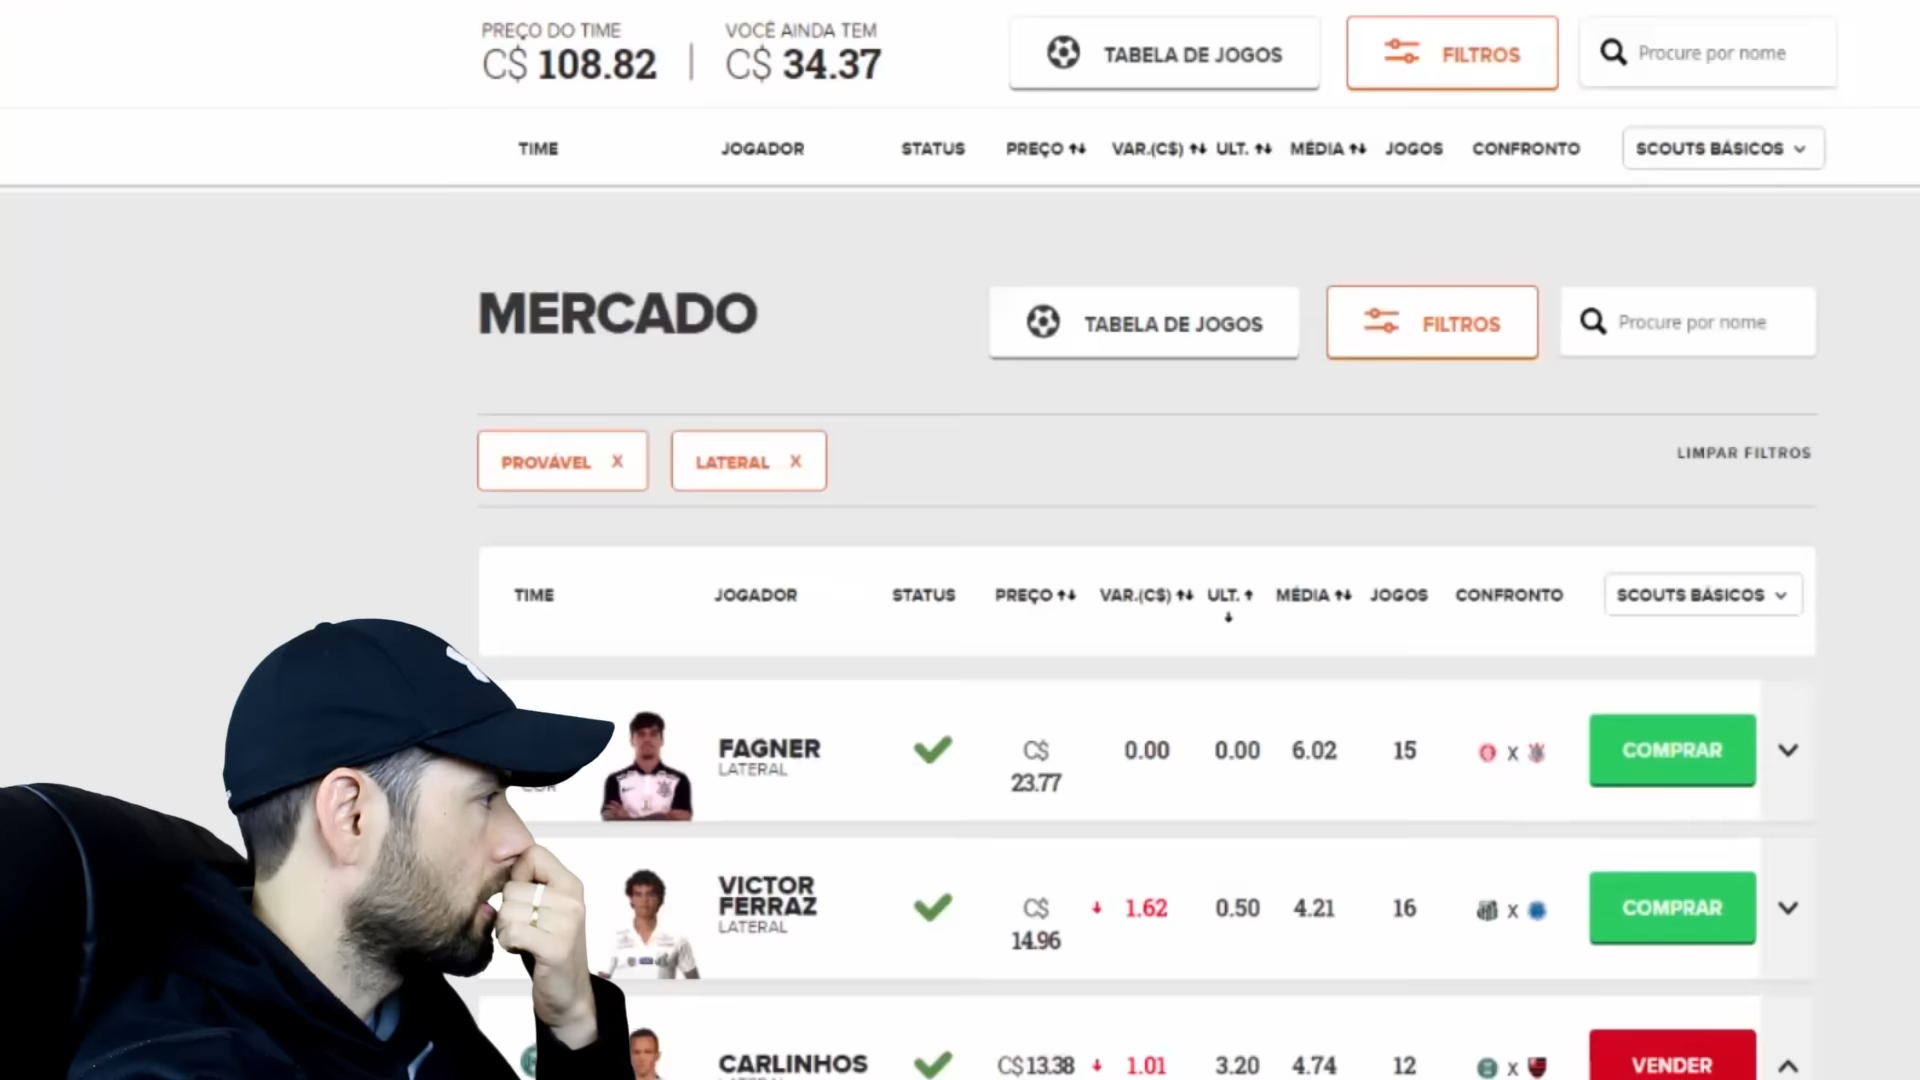 PREÇO DO TIME
C$ 108.82
VOCÊ AINDA TEM
C$ 34.37
TABELA DE JOGOS
FILTROS
Procure por nome
TIME JOGADOR STATUS PREÇO VAR.(C$) ULT. MÉDIA JOGOS CONFRONTO SCOUTS BÁSICOS
MERCADO
TABELA DE JOGOS
FILTROS
Procure por nome
PROVÁVEL X
LATERAL X
LIMPAR FILTROS
TIME JOGADOR STATUS PREÇO VAR.(C$) ULT. MÉDIA JOGOS CONFRONTO SCOUTS BÁSICOS
FAGNER
LATERAL
C$
23.77
0.00 0.00 6.02 15 X COMPRAR
VICTOR
FERRAZ
LATERAL
C$
14.96
1.62 0.50 4.21 16 X COMPRAR
CARLINHOS
LATERAL
C$ 13.38 1.01 3.20 4.74 12 X VENDER